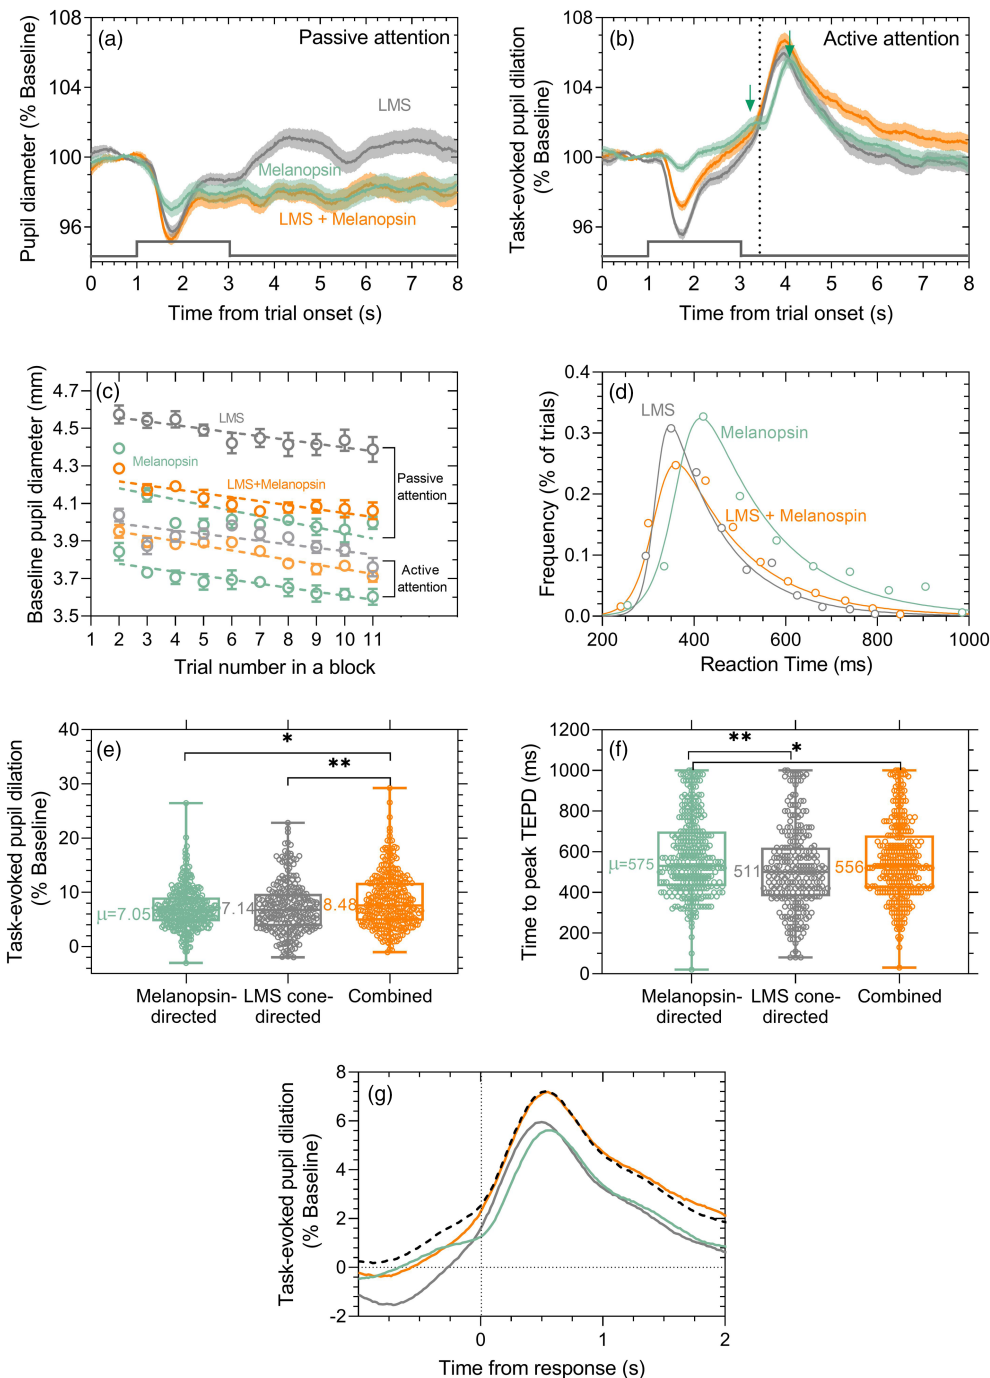 (a) Passive attention
Pupil diameter (% Baseline)
108
104
100
96
LMS
Melanopsin
LMS + Melanopsin
0 1 2 3 4 5 6 7 8
Time from trial onset (s)
(b) Active attention
Task-evoked pupil dilation
(% Baseline)
108
104
100
96
0 1 2 3 4 5 6 7 8
Time from trial onset (s)
(c)
Baseline pupil diameter (mm)
4.7
4.5
4.3
4.1
3.9
3.7
3.5
LMS
Melanopsin
LMS+Melanopsin
Passive
attention
Active
attention
1 2 3 4 5 6 7 8 9 10 11
Trial number in a block
(d)
Frequency (% of trials)
0.4
0.3
0.2
0.1
0.0
LMS
Melanopsin
LMS + Melanospin
200 400 600 800 1000
Reaction Time (ms)
(e)
Task-evoked pupil dilation
(% Baseline)
40
30
20
10
0
*
**
μ=7.05
7.14
8.48
Melanopsin-
directed
LMS cone-
directed
Combined
(f)
Time to peak TEPD (ms)
1200
1000
800
600
400
200
0
**
*
μ=575
511
556
Melanopsin-
directed
LMS cone-
directed
Combined
(g)
Task-evoked pupil dilation
(% Baseline)
8
6
4
2
0
-2
0 1 2
Time from response (s)